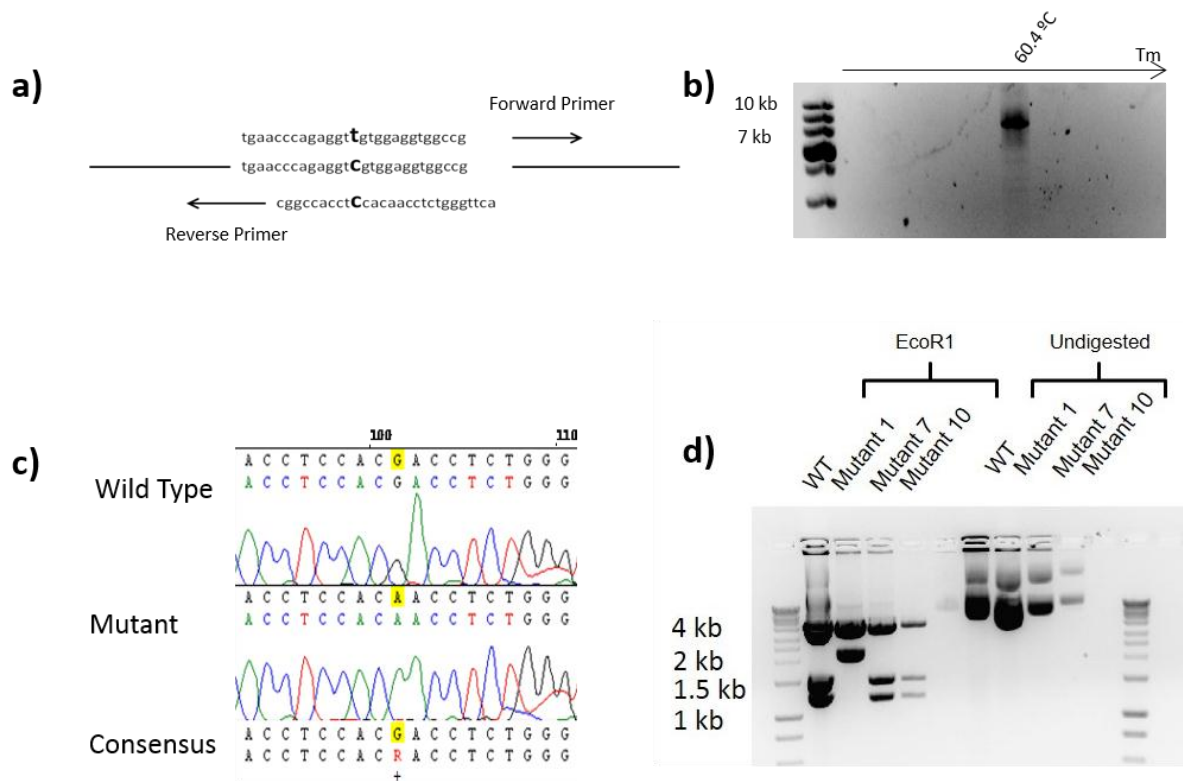 a)
Forward Primer
tgaacccagaggttgtggaggtggccg
tgaacccagaggtCgtggaggtggccg
cggccacctCcacaacctctgggttca
Reverse Primer
b)
60.4 ºC
Tm
10 kb
7 kb
c)
100 110
A C C T C C A C G A C C T C T G G G
Wild Type
A C C T C C A C G A C C T C T G G G
A C C T C C A C A A C C T C T G G G
Mutant
A C C T C C A C A A C C T C T G G G
A C C T C C A C G A C C T C T G G G
Consensus
A C C T C C A C R A C C T C T G G G
+
d)
EcoR1
Undigested
WT
Mutant 1
Mutant 7
Mutant 10
WT
Mutant 1
Mutant 7
Mutant 10
4 kb
2 kb
1.5 kb
1 kb